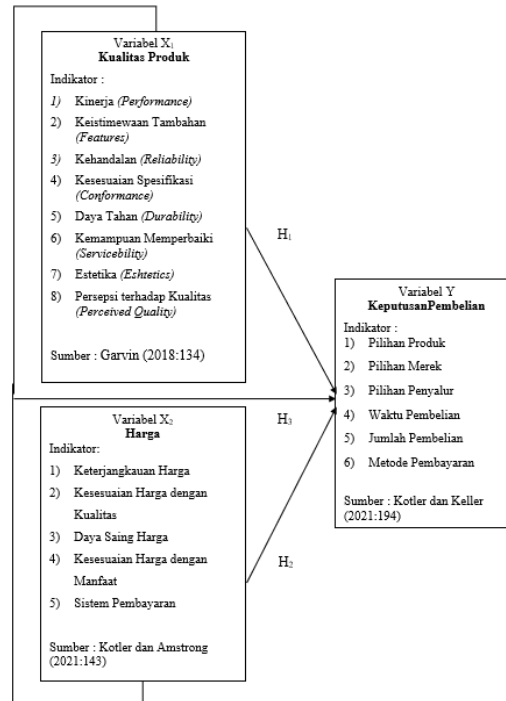 Variabel X₁
Kualitas Produk
Indikator :
1) Kinerja (Performance)
2) Keistimewaan Tambahan
(Features)
3) Kehandalan (Reliability)
4) Kesesuaian Spesifikasi
(Conformance)
5) Daya Tahan (Durability)
6) Kemampuan Memperbaiki
(Servicebility)
7) Estetika (Eshtetics)
8) Persepsi terhadap Kualitas
(Perceived Quality)
Sumber : Garvin (2018:134)
H₁
Variabel Y
KeputusanPembelian
Indikator :
1) Pilihan Produk
2) Pilihan Merek
3) Pilihan Penyalur
4) Waktu Pembelian
5) Jumlah Pembelian
6) Metode Pembayaran
Sumber : Kotler dan Keller
(2021:194)
H₃
Variabel X₂
Harga
Indikator:
1) Keterjangkauan Harga
2) Kesesuaian Harga dengan
Kualitas
3) Daya Saing Harga
4) Kesesuaian Harga dengan
Manfaat
5) Sistem Pembayaran
Sumber : Kotler dan Amstrong
(2021:143)
H₂